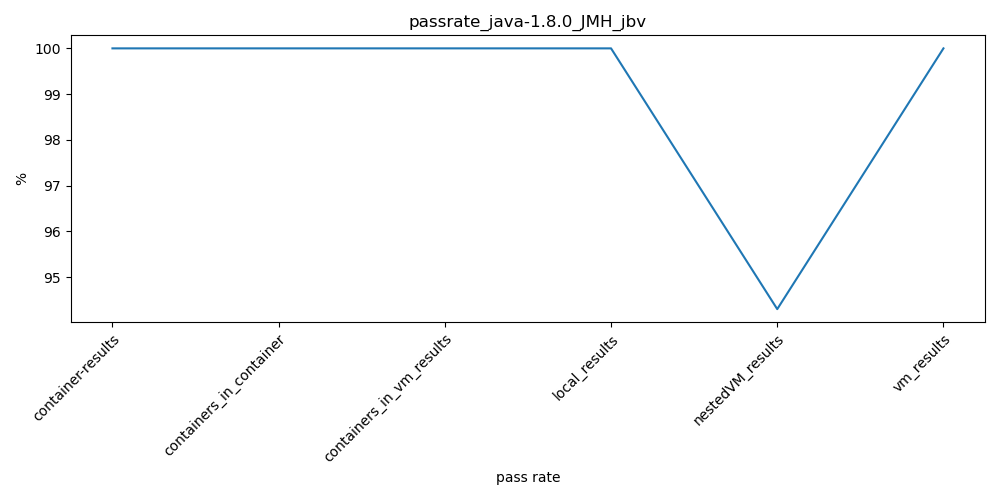 passrate_java-1.8.0_JMH_jbv
100
99
98
97
96
95
%
container-results
containers_in_container
containers_in_vm_results
local_results
nestedVM_results
vm_results
pass rate